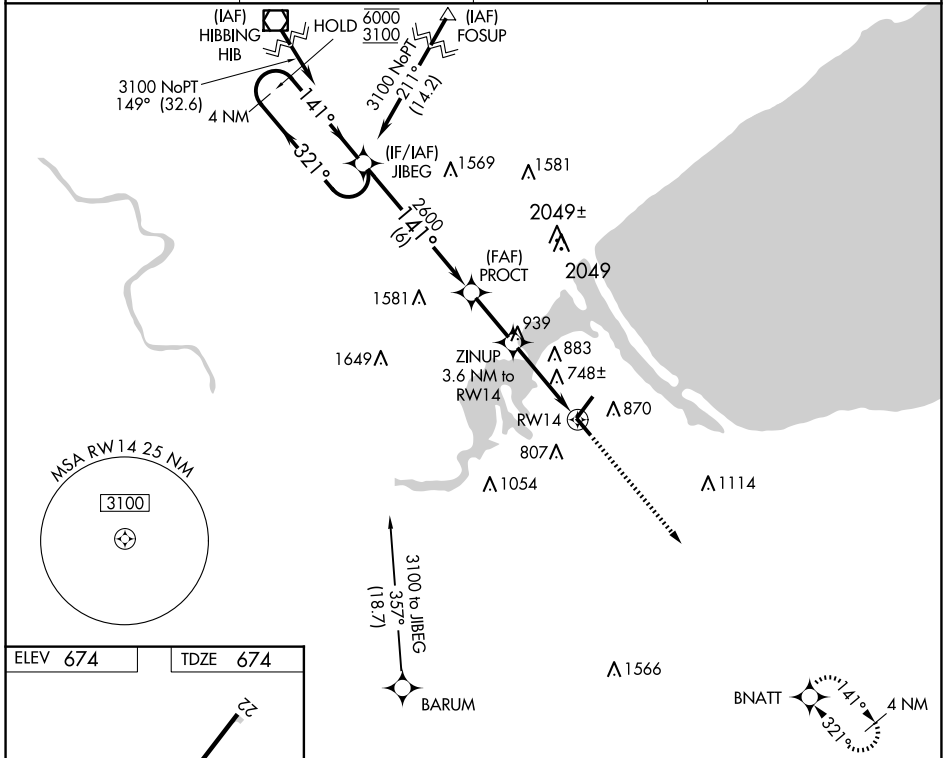 (IAF)
HIBBING
HIB
HOLD
6000
3100
(IAF)
FOSUP
3100 NoPT
149° (32.6)
4 NM
141°
321°
3100 NoPT
211°
(14.2)
(IF/IAF)
JIBEG
1569
1581
2600
141°
(6)
2049±
2049
(FAF)
PROCT
1581
939
1649
ZINUP
3.6 NM to
RW14
883
748±
RW14
870
807
1054
1114
MSA RW14 25 NM
3100
3100 to JIBEG
357°
(18.7)
BARUM
1566
BNATT
141°
321°
4 NM
ELEV 674
TDZE 674
22